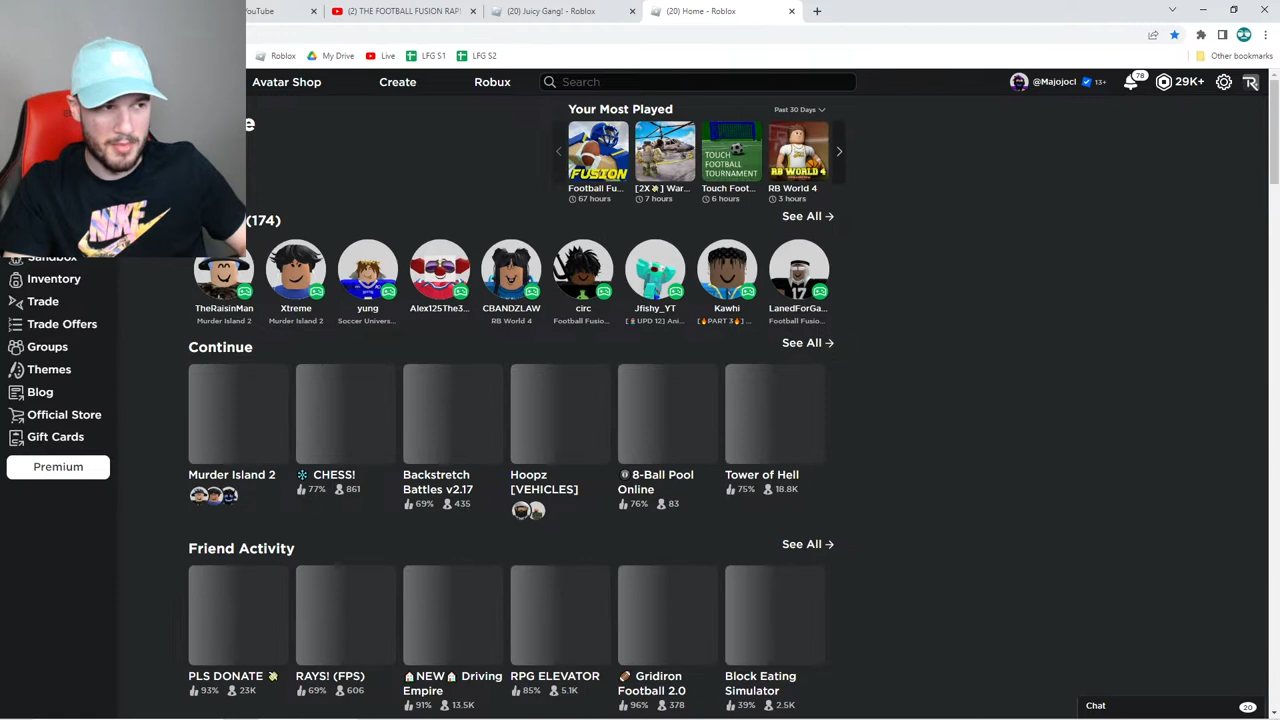 YouTube
(2) THE FOOTBALL FUSION RAP!
(20) Juicy Gang! - Roblox
(20) Home - Roblox
Roblox
My Drive
Live
LFG S1
LFG S2
Other bookmarks
Avatar Shop
Create
Robux
Search
@Majojocl
13+
78
29K+
Your Most Played
Past 30 Days
FUSION
TOUCH
FOOTBALL
TOURNAMENT
RB WORLD 4
Football Fu...
[2X💸] War...
Touch Foot...
RB World 4
67 hours
7 hours
6 hours
3 hours
NIKE
(174)
See All →
Sandbox
Inventory
Trade
Trade Offers
Groups
Themes
Blog
Official Store
Gift Cards
Premium
17
TheRaisinMan
Xtreme
yung
Alex125The3...
CBANDZLAW
circ
Jfishy_YT
Kawhi
LanedForGa...
Murder Island 2
Murder Island 2
Soccer Univers...
RB World 4
Football Fusio...
[🏅UPD 12] Ani...
[🔥PART 3🔥] ...
Football Fusio...
Continue
See All →
Murder Island 2
❄️ CHESS!
77% 861
Backstretch
Battles v2.17
69% 435
Hoopz
[VEHICLES]
🎱 8-Ball Pool
Online
76% 83
Tower of Hell
75% 18.8K
Friend Activity
See All →
PLS DONATE 💸
93% 23K
RAYS! (FPS)
69% 606
🏠NEW🏠 Driving
Empire
91% 13.5K
RPG ELEVATOR
85% 5.1K
🏈 Gridiron
Football 2.0
96% 378
Block Eating
Simulator
39% 2.5K
Chat
20